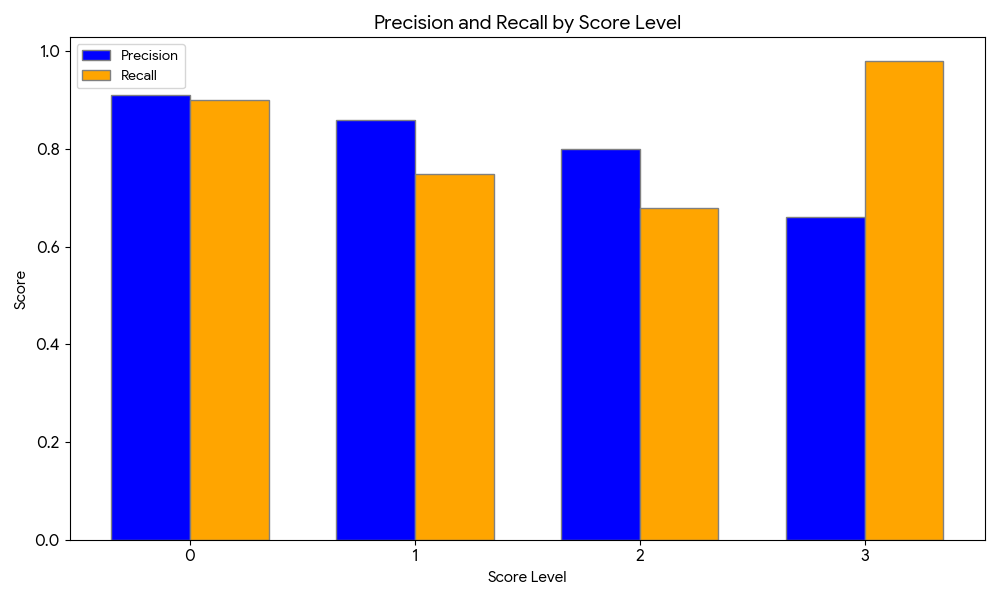 Precision and Recall by Score Level
Precision
Recall
1.0
0.8
0.6
0.4
0.2
0.0
Score
0 1 2 3
Score Level